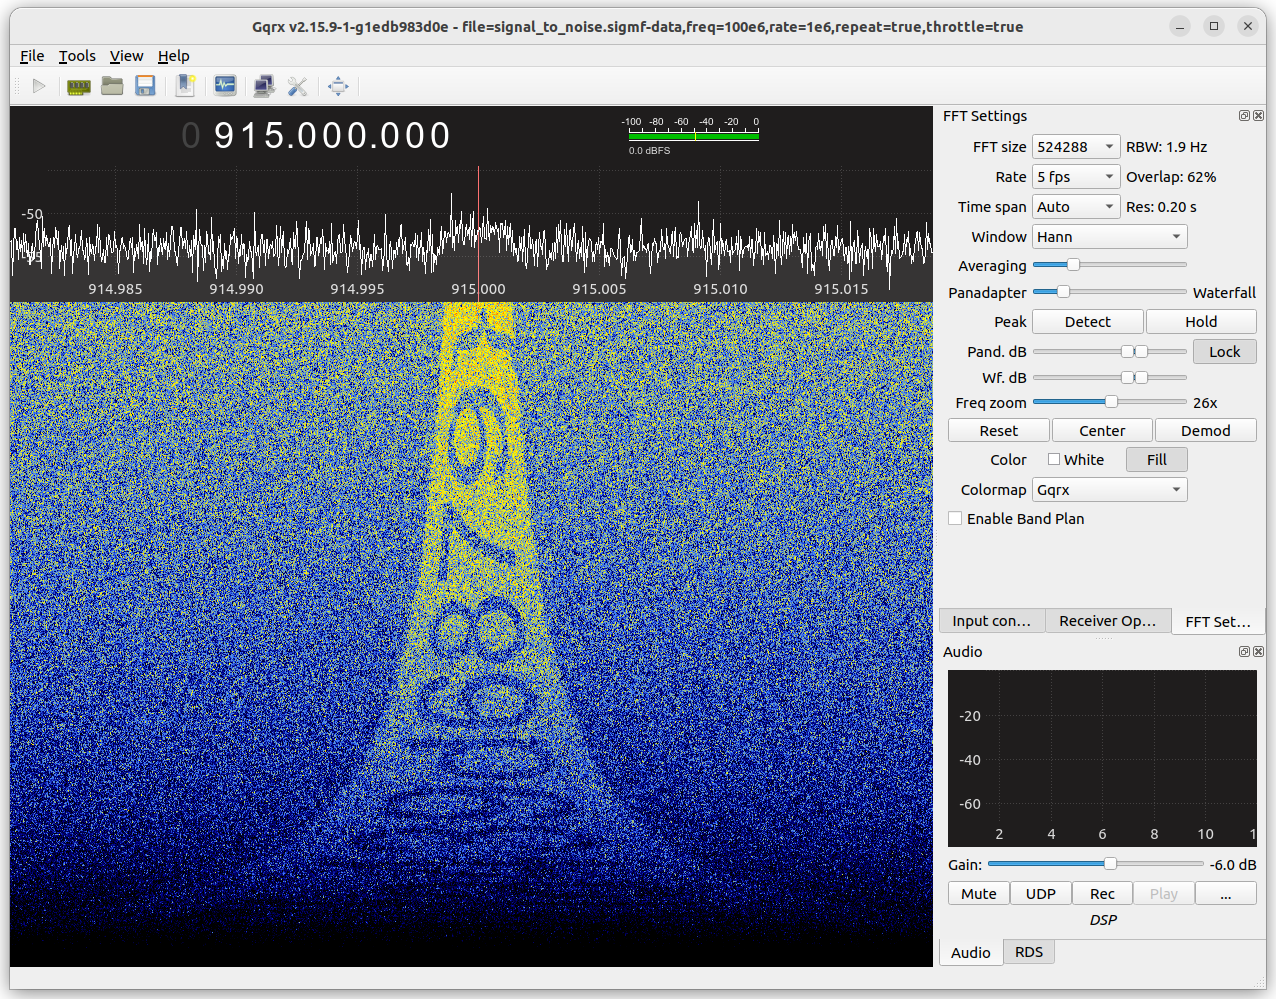 Gqrx v2.15.9-1-g1edb983d0e - file=signal_to_noise.sigmf-data,freq=100e6,rate=1e6,repeat=true,throttle=true
File Tools View Help
0 915.000.000
-100 -80 -60 -40 -20 0
0.0 dBFS
-50
914.985 914.990 914.995 915.000 915.005 915.010 915.015
FFT Settings
FFT size 524288 RBW: 1.9 Hz
Rate 5 fps Overlap: 62%
Time span Auto Res: 0.20 s
Window Hann
Averaging
Panadapter Waterfall
Peak Detect Hold
Pand. dB Lock
Wf. dB
Freq zoom 26x
Reset Center Demod
Color White Fill
Colormap Gqrx
Enable Band Plan
Input con... Receiver Op... FFT Set...
Audio
-20
-40
-60
2 4 6 8 10 1
Gain: -6.0 dB
Mute UDP Rec Play ...
DSP
Audio RDS